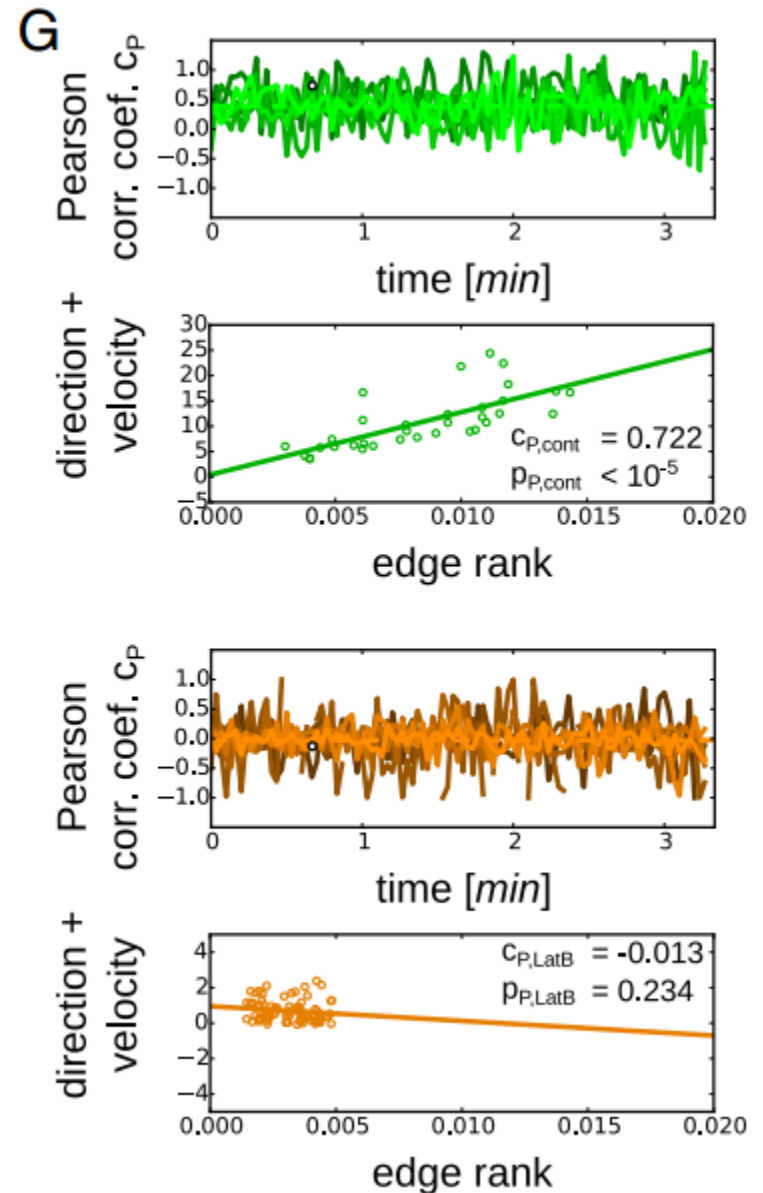 G
Pearson
corr. coef. cP
1.0
0.5
0.0
−0.5
−1.0
0 1 2 3
time [min]
direction +
velocity
30
25
20
15
10
5
0
−5
cP,cont = 0.722
pP,cont < 10-5
0.000 0.005 0.010 0.015 0.020
edge rank
Pearson
corr. coef. cP
1.0
0.5
0.0
−0.5
−1.0
0 1 2 3
time [min]
direction +
velocity
4
2
0
−2
−4
cP,LatB = -0.013
pP,LatB = 0.234
0.000 0.005 0.010 0.015 0.020
edge rank